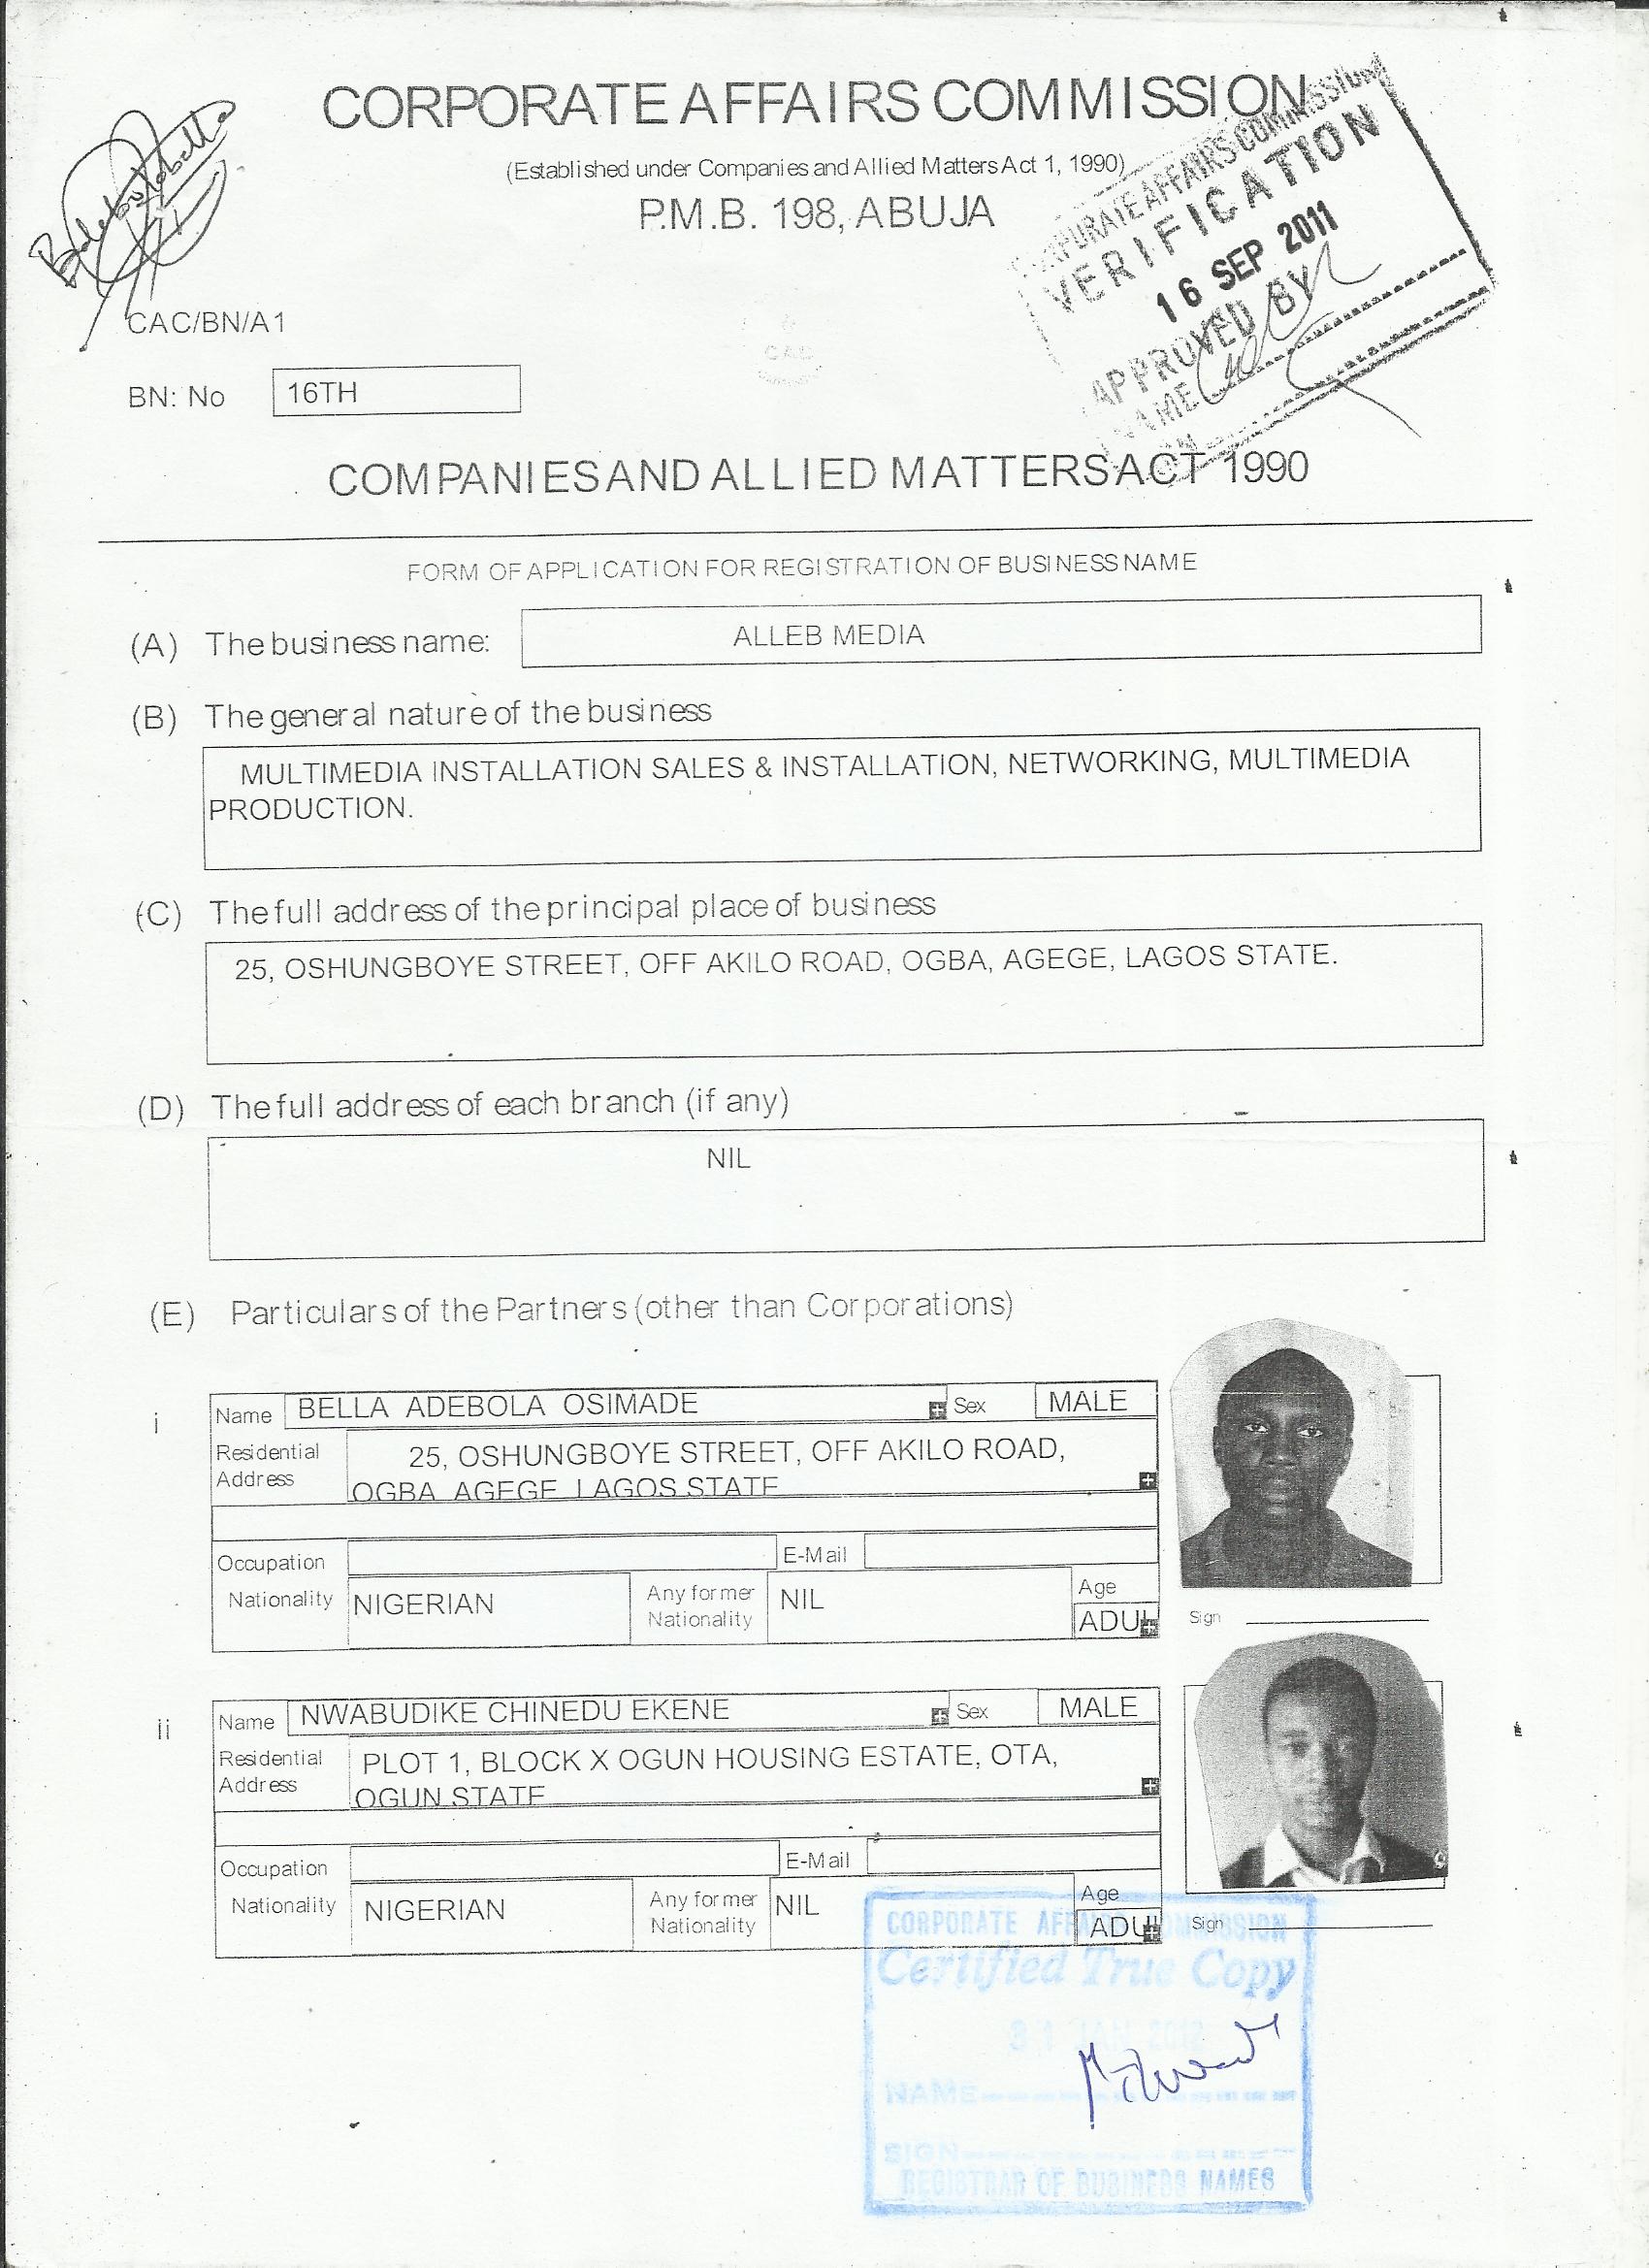 CORPORATE AFFAIRS COMMISSION
(Established under Companies and Allied Matters Act 1, 1990)
P.M.B. 198, ABUJA
CORPORATE AFFAIRS COMMISSION
VERIFICATION
16 SEP 2011
APPROVED BY
NAME
CAC/BN/A1
CAC
BN: No 16TH
COMPANIES AND ALLIED MATTERS ACT 1990
FORM OF APPLICATION FOR REGISTRATION OF BUSINESS NAME
(A) The business name: ALLEB MEDIA
(B) The general nature of the business
MULTIMEDIA INSTALLATION SALES & INSTALLATION, NETWORKING, MULTIMEDIA
PRODUCTION.
(C) The full address of the principal place of business
25, OSHUNGBOYE STREET, OFF AKILO ROAD, OGBA, AGEGE, LAGOS STATE.
(D) The full address of each branch (if any)
NIL
(E) Particulars of the Partners (other than Corporations)
i Name BELLA ADEBOLA OSIMADE Sex MALE
Residential Address 25, OSHUNGBOYE STREET, OFF AKILO ROAD,
OGBA AGEGE LAGOS STATE
Occupation E-Mail
Nationality NIGERIAN Any former Nationality NIL Age ADUL
Sign
ii Name NWABUDIKE CHINEDU EKENE Sex MALE
Residential Address PLOT 1, BLOCK X OGUN HOUSING ESTATE, OTA,
OGUN STATE
Occupation E-Mail
Nationality NIGERIAN Any former Nationality NIL Age ADUL
Sign
CORPORATE AFFAIRS COMMISSION
Certified True Copy
31 JAN 2012
NAME
SIGN
REGISTRAR OF BUSINESS NAMES